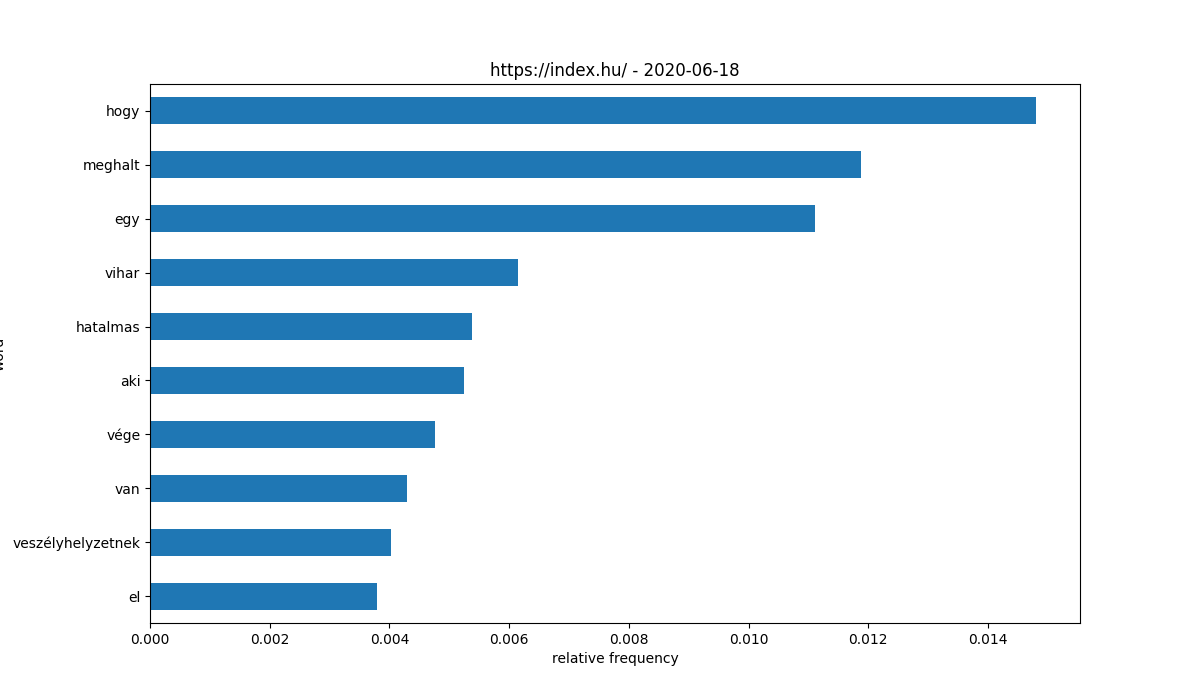 https://index.hu/ - 2020-06-18
hogy
meghalt
egy
vihar
hatalmas
aki
vége
van
veszélyhelyzetnek
el
0.000 0.002 0.004 0.006 0.008 0.010 0.012 0.014
relative frequency